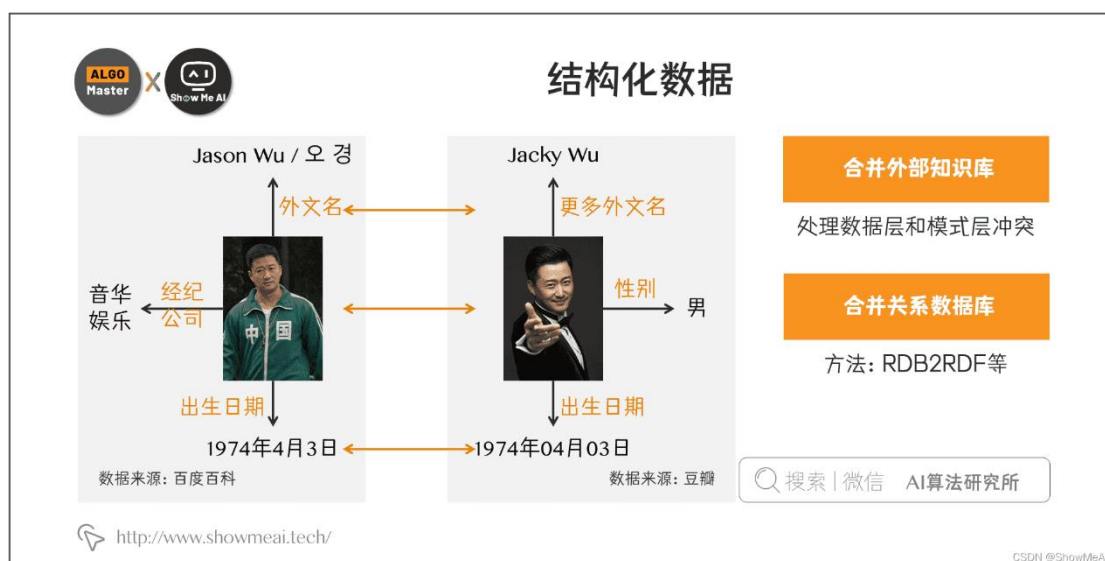 ALGO
Master
X
AI
Show Me AI
结构化数据
Jason Wu / 오 경
外文名
经纪
公司
音华
娱乐
中国
出生日期
1974年4月3日
数据来源: 百度百科
Jacky Wu
更多外文名
性别
男
出生日期
1974年04月03日
数据来源: 豆瓣
合并外部知识库
处理数据层和模式层冲突
合并关系数据库
方法: RDB2RDF等
搜索 | 微信 AI算法研究所
http://www.showmeai.tech/
CSDN @ShowMeAI